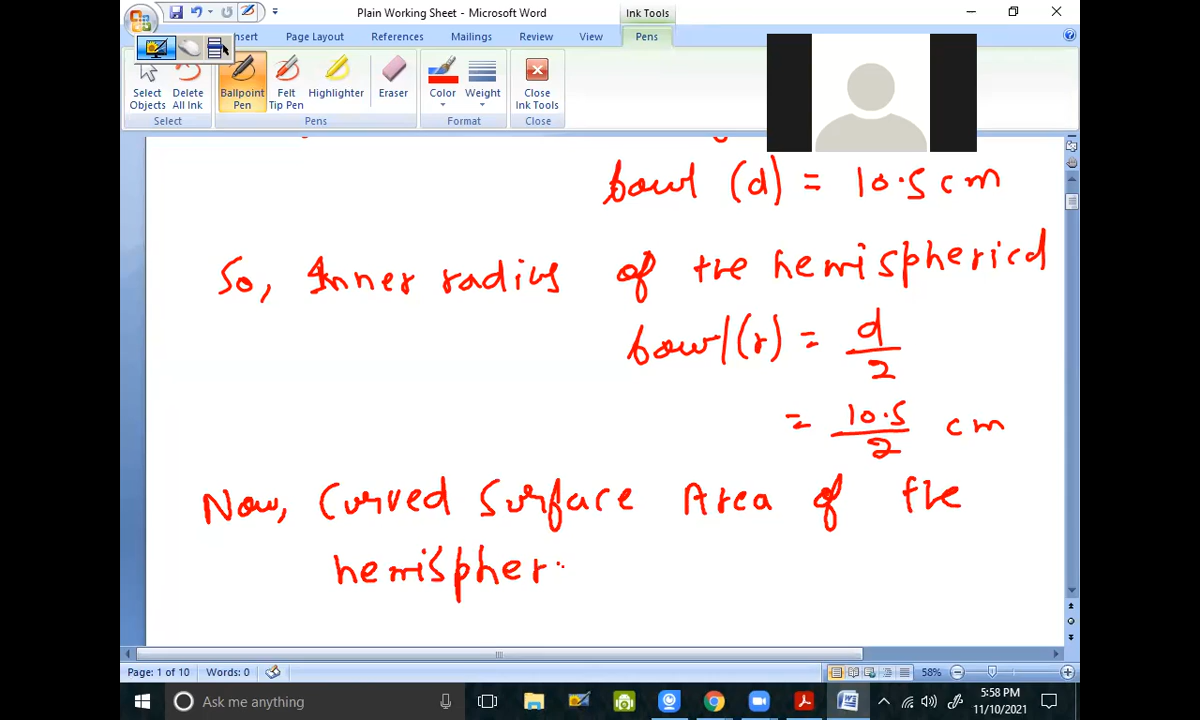 Plain Working Sheet - Microsoft Word
Ink Tools
Insert Page Layout References Mailings Review View Pens
Select Objects
Delete All Ink
Ballpoint Pen
Felt Tip Pen
Highlighter
Eraser
Color
Weight
Close Ink Tools
Select Pens Format Close
bowl (d) = 10.5 cm
So, Inner radius of the hemispherical
bowl (r) = d/2
= 10.5/2 cm
Now, Curved Surface Area of the
hemispher
Page: 1 of 10 Words: 0 58%
Ask me anything
5:58 PM
11/10/2021